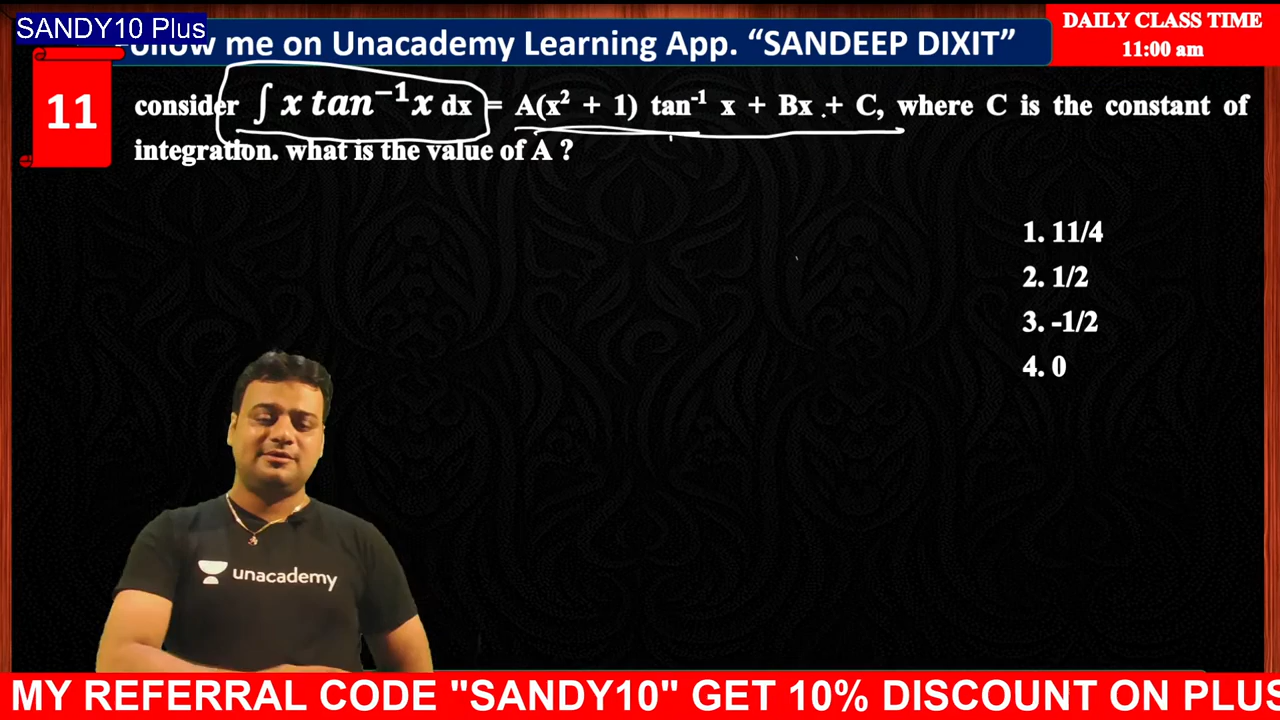 SANDY10 Plus
Follow me on Unacademy Learning App. “SANDEEP DIXIT”
DAILY CLASS TIME
11:00 am
11
consider ∫ x tan⁻¹x dx = A(x² + 1) tan⁻¹ x + Bx + C, where C is the constant of
integration. what is the value of A ?
1. 11/4
2. 1/2
3. -1/2
4. 0
unacademy
MY REFERRAL CODE "SANDY10" GET 10% DISCOUNT ON PLUS